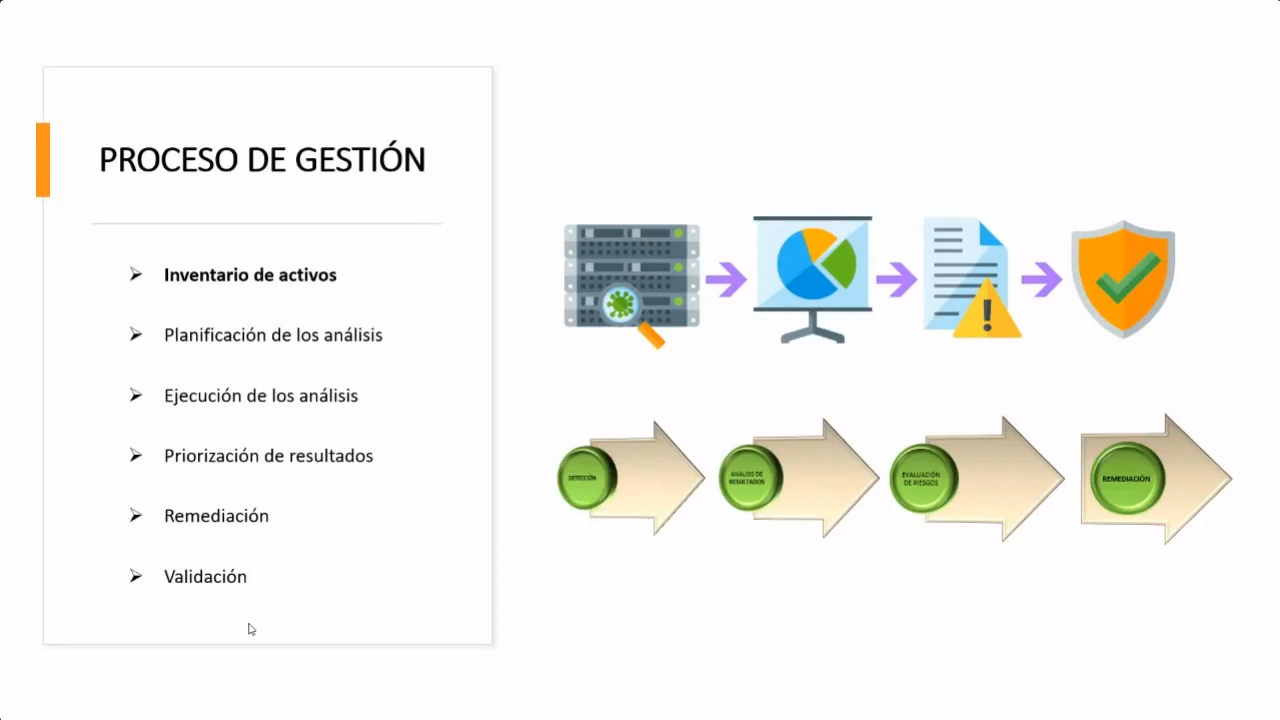 PROCESO DE GESTIÓN
Inventario de activos
Planificación de los análisis
Ejecución de los análisis
Priorización de resultados
Remediación
Validación
DETECCIÓN
ANÁLISIS DE
RESULTADOS
EVALUACIÓN
DE RIESGOS
REMEDIACIÓN